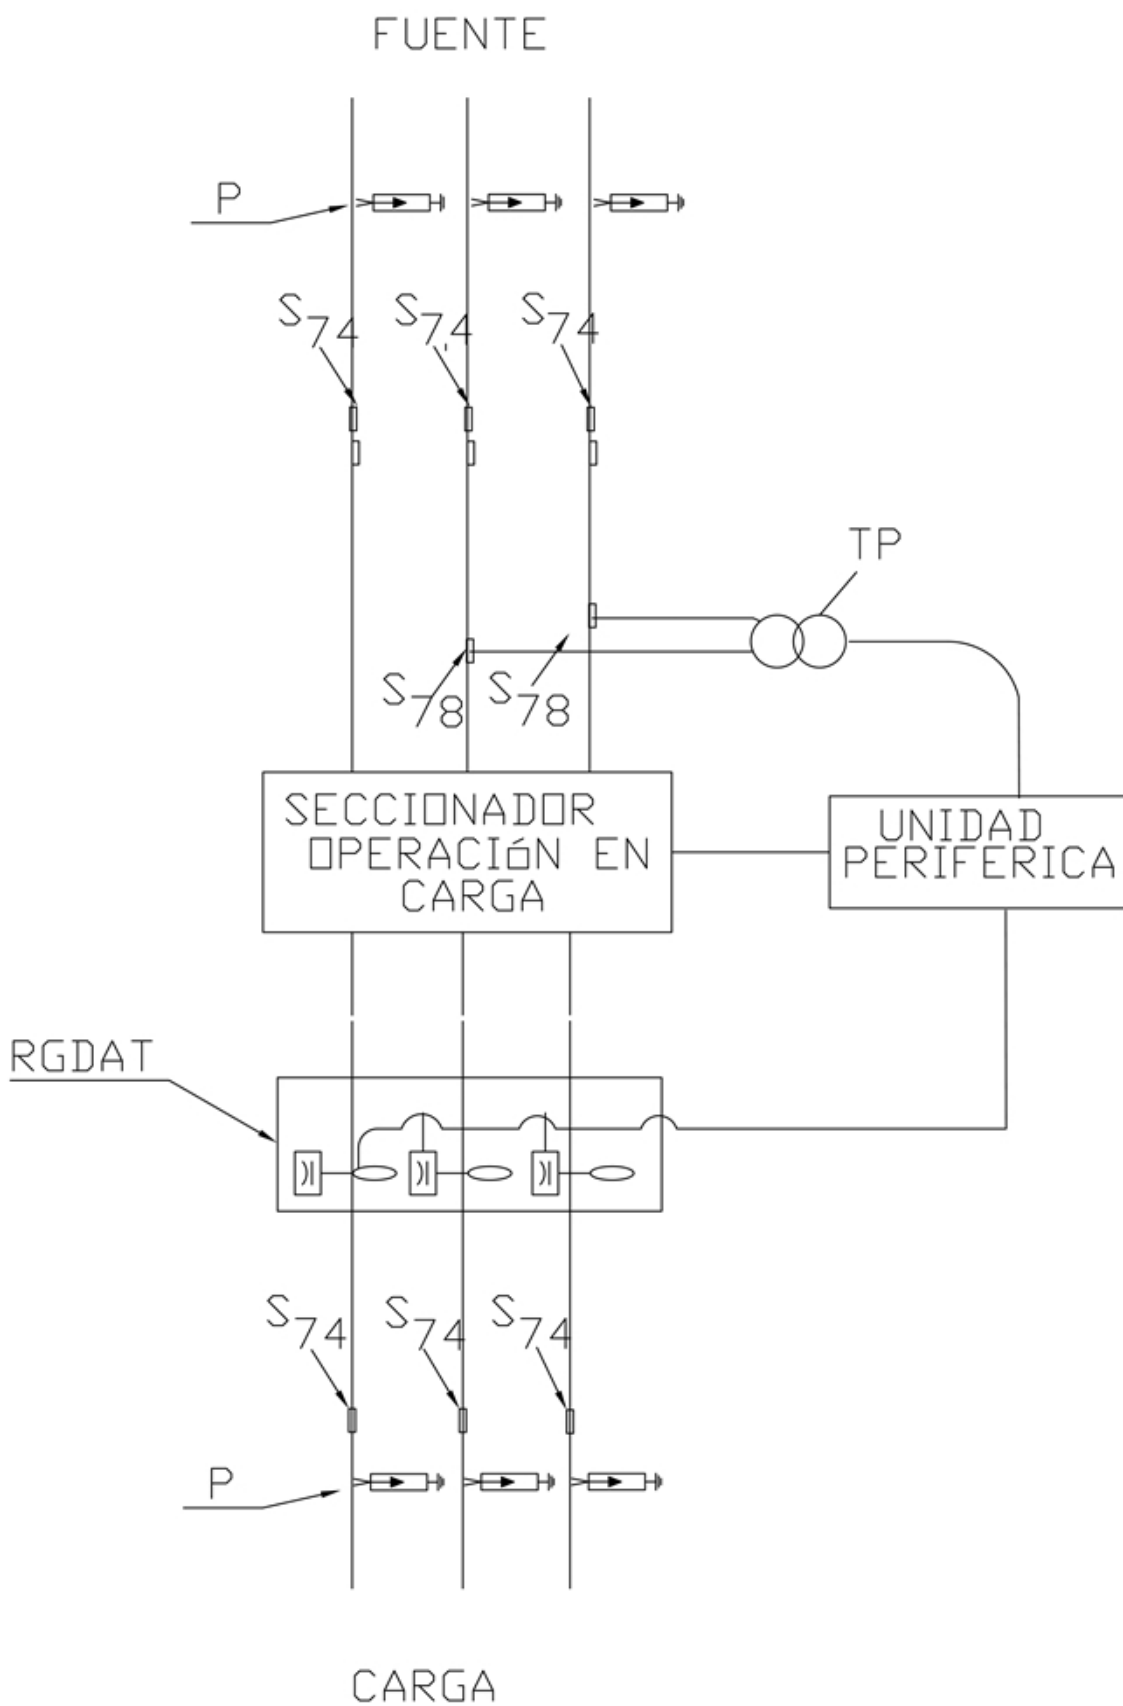 FUENTE
P
S74 S74 S74
TP
S78 S78
SECCIONADOR
OPERACIóN EN
CARGA
UNIDAD
PERIFERICA
RGDAT
S74 S74 S74
P
CARGA